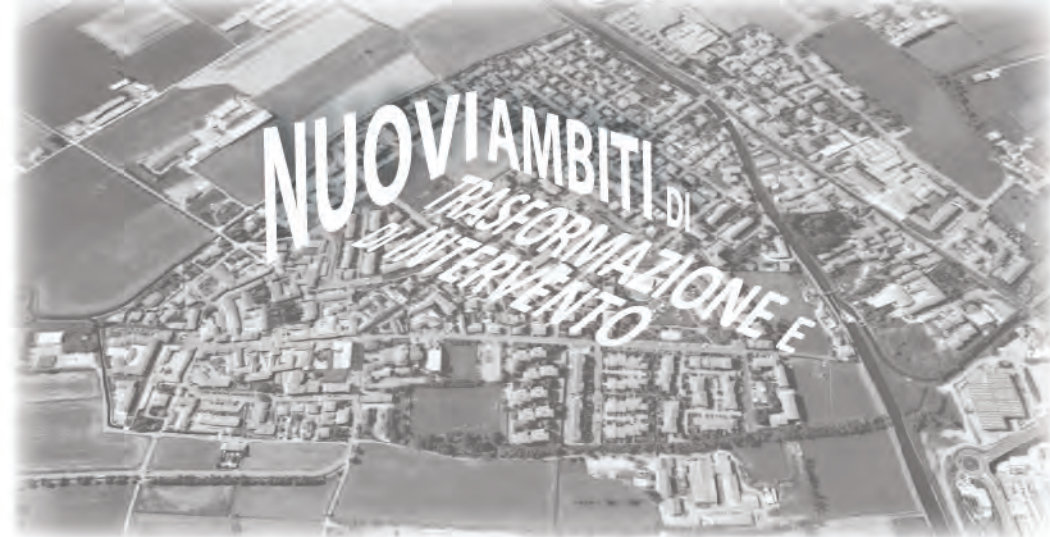 NUOVI AMBITI DI
TRASFORMAZIONE E
DI INTERVENTO